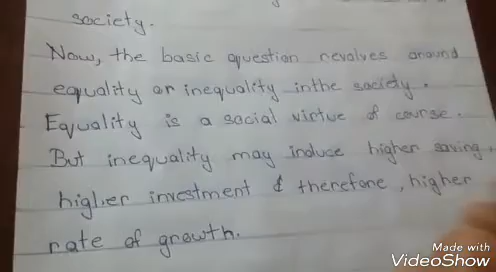 society.
Now, the basic question revolves around
equality or inequality inthe society.
Equality is a social virtue of course.
But inequality may induce higher saving,
higher investment & therefore, higher
rate of growth.
Made with
VideoShow